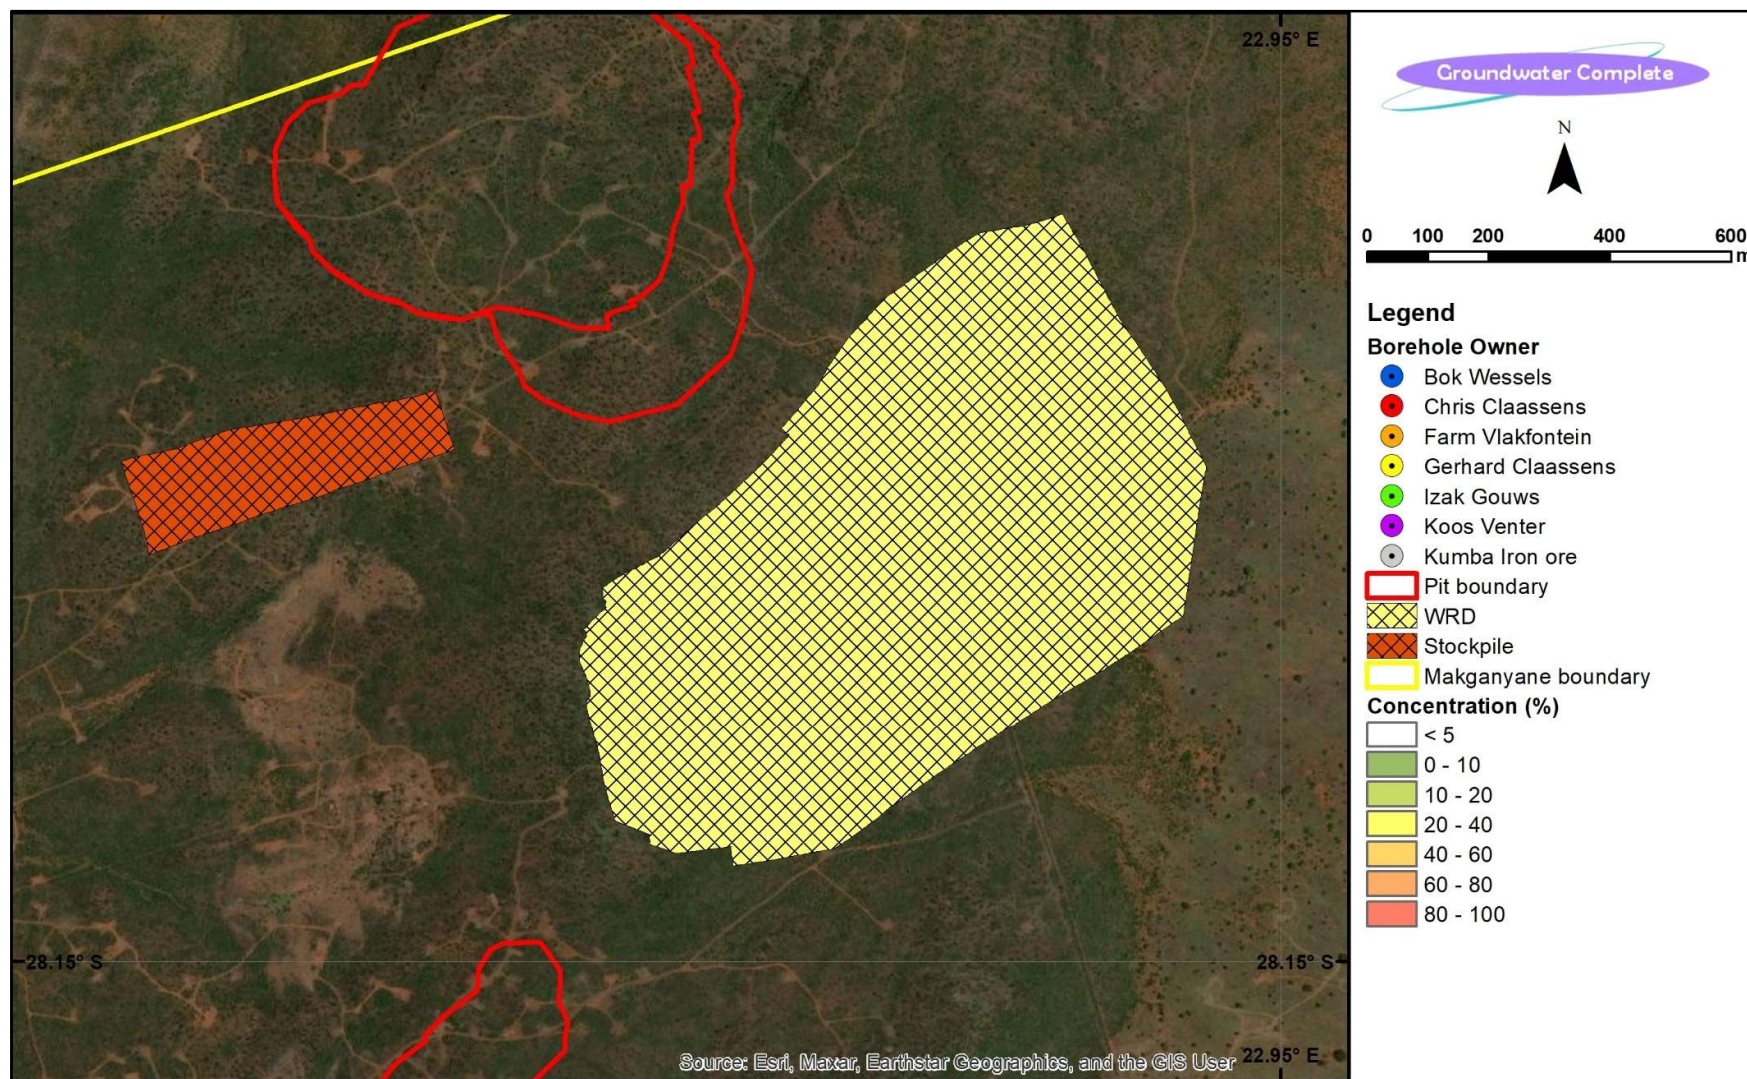 22.95° E
Groundwater Complete
N
0 100 200 400 600
m
Legend
Borehole Owner
Bok Wessels
Chris Claassens
Farm Vlakfontein
Gerhard Claassens
Izak Gouws
Koos Venter
Kumba Iron ore
Pit boundary
WRD
Stockpile
Makganyane boundary
Concentration (%)
< 5
0 - 10
10 - 20
20 - 40
40 - 60
60 - 80
80 - 100
28.15° S
28.15° S
Source: Esri, Maxar, Earthstar Geographics, and the GIS User
22.95° E